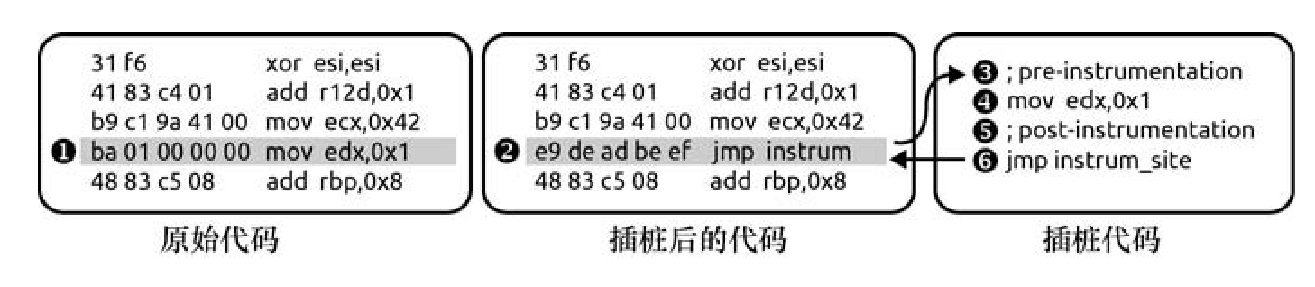 31 f6 xor esi,esi
41 83 c4 01 add r12d,0x1
b9 c1 9a 41 00 mov ecx,0x42
❶ ba 01 00 00 00 mov edx,0x1
48 83 c5 08 add rbp,0x8
原始代码
31 f6 xor esi,esi
41 83 c4 01 add r12d,0x1
b9 c1 9a 41 00 mov ecx,0x42
❷ e9 de ad be ef jmp instrum
48 83 c5 08 add rbp,0x8
插桩后的代码
❸ ; pre-instrumentation
❹ mov edx,0x1
❺ ; post-instrumentation
❻ jmp instrum_site
插桩代码